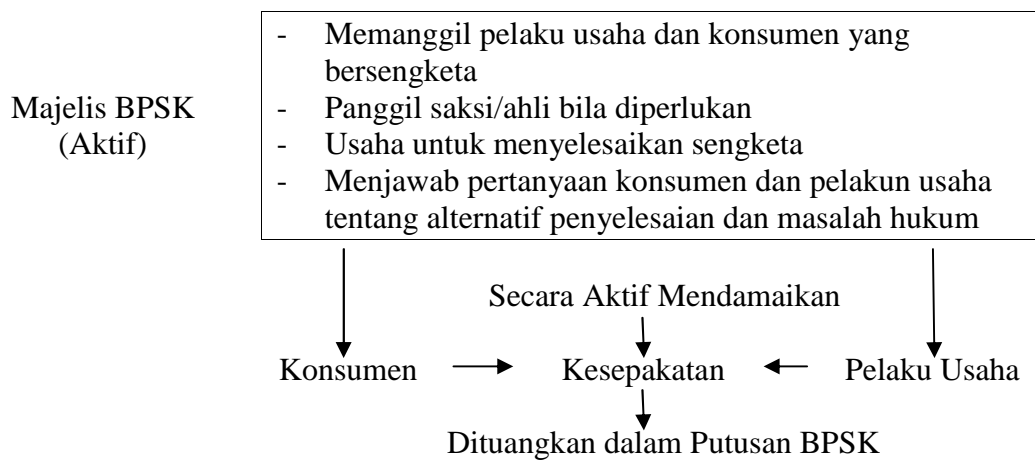 - Memanggil pelaku usaha dan konsumen yang
bersengketa
Majelis BPSK
(Aktif)
- Panggil saksi/ahli bila diperlukan
- Usaha untuk menyelesaikan sengketa
- Menjawab pertanyaan konsumen dan pelakun usaha
tentang alternatif penyelesaian dan masalah hukum
Secara Aktif Mendamaikan
Konsumen Kesepakatan Pelaku Usaha
Dituangkan dalam Putusan BPSK